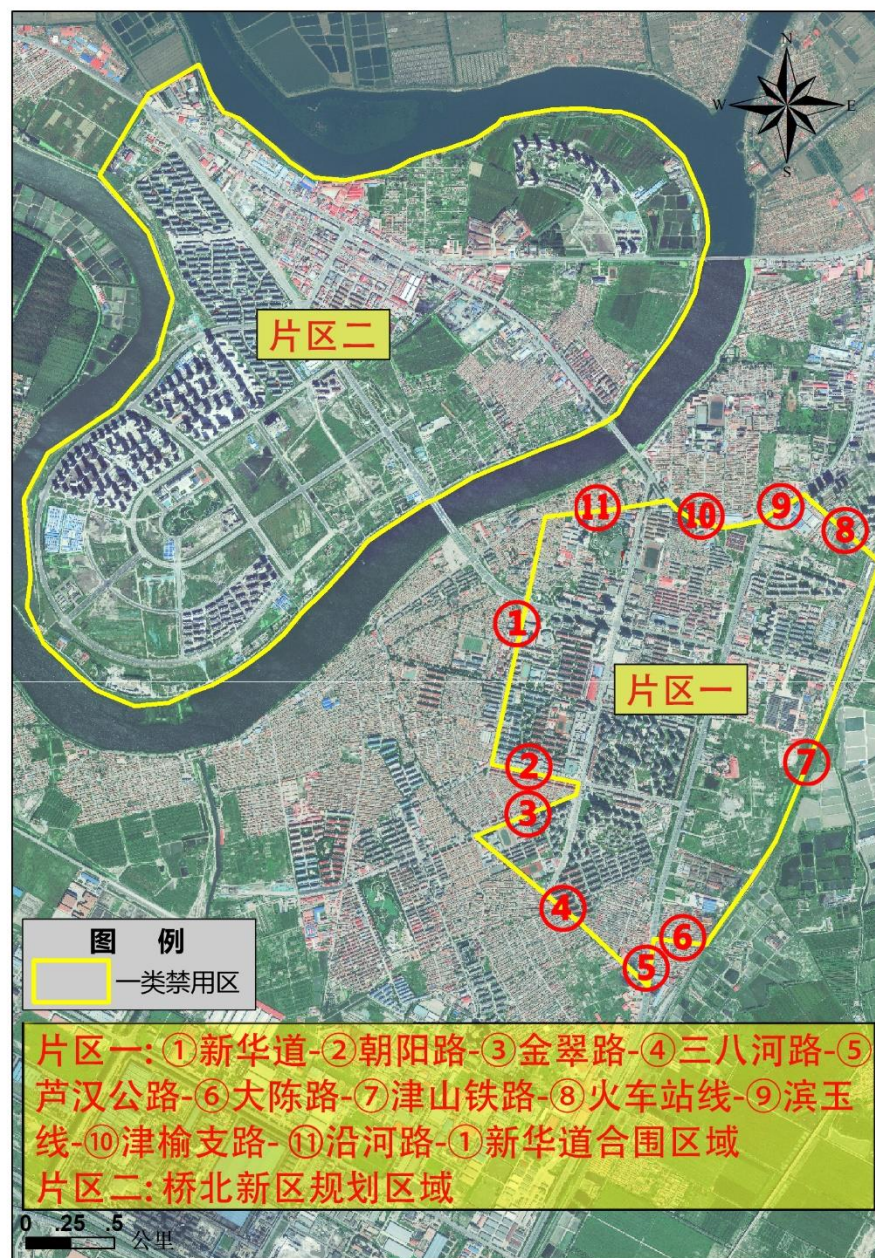 N
W
E
S
片区二
⑪
⑩
⑨
⑧
①
片区一
②
⑦
③
④
⑥
⑤
图 例
一类禁用区
片区一: ①新华道-②朝阳路-③金翠路-④三八河路-⑤
芦汉公路-⑥大陈路-⑦津山铁路-⑧火车站线-⑨滨玉
线-⑩津榆支路-⑪沿河路-①新华道合围区域
片区二: 桥北新区规划区域
0 .25 .5
公里